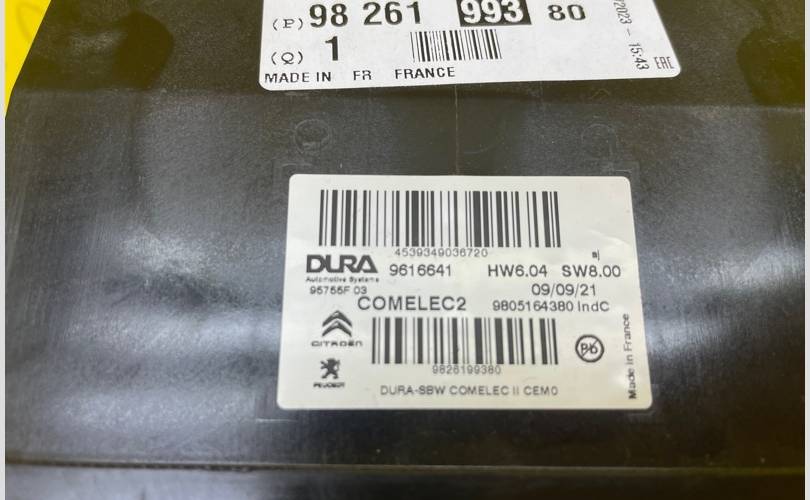 (P) 98 261 993 80
/2023 - 15:43
(Q) 1
EAC
MADE IN FR FRANCE
4539349036720
DURA 9616641 HW6.04 SW8.00
Automotive Systems
95755F 03 09/09/21
COMELEC2 9805164380 IndC
CITROËN
Pb
9826199380
PEUGEOT
DURA-SBW COMELEC II CEM0
Made in France